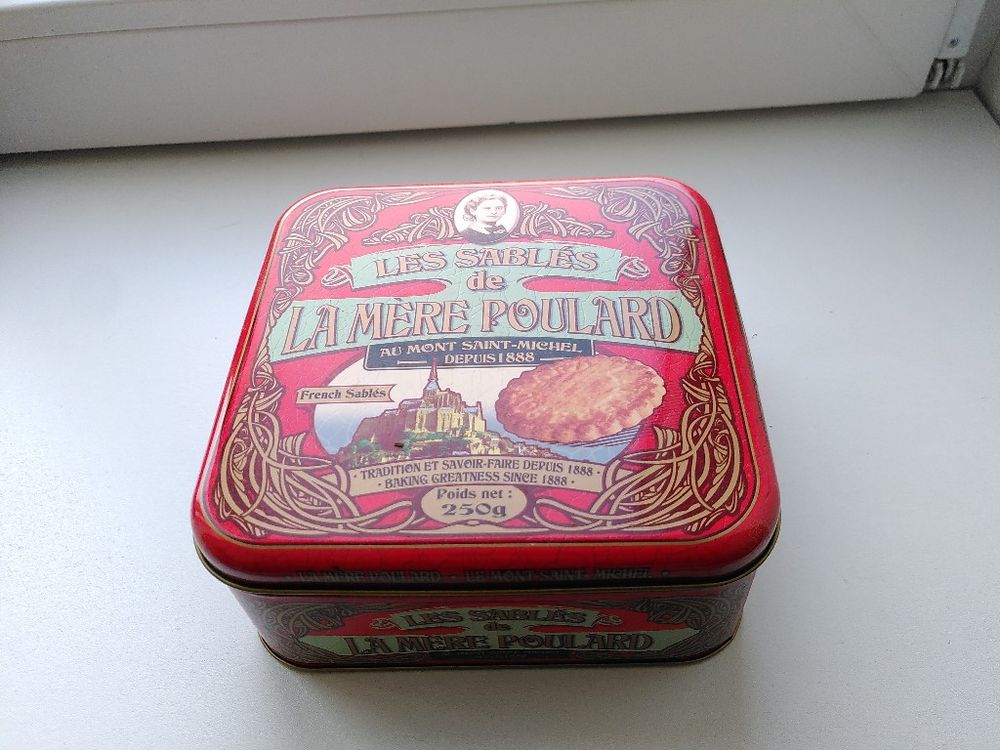 LES SABLÉS
de
LA MÈRE POULARD
AU MONT SAINT-MICHEL
DEPUIS 1888
French Sablés
• TRADITION ET SAVOIR-FAIRE DEPUIS 1888 •
• BAKING GREATNESS SINCE 1888 •
Poids net :
250g
• LA MÈRE POULARD • LE MONT SAINT-MICHEL •
LES SABLÉS
de
LA MÈRE POULARD